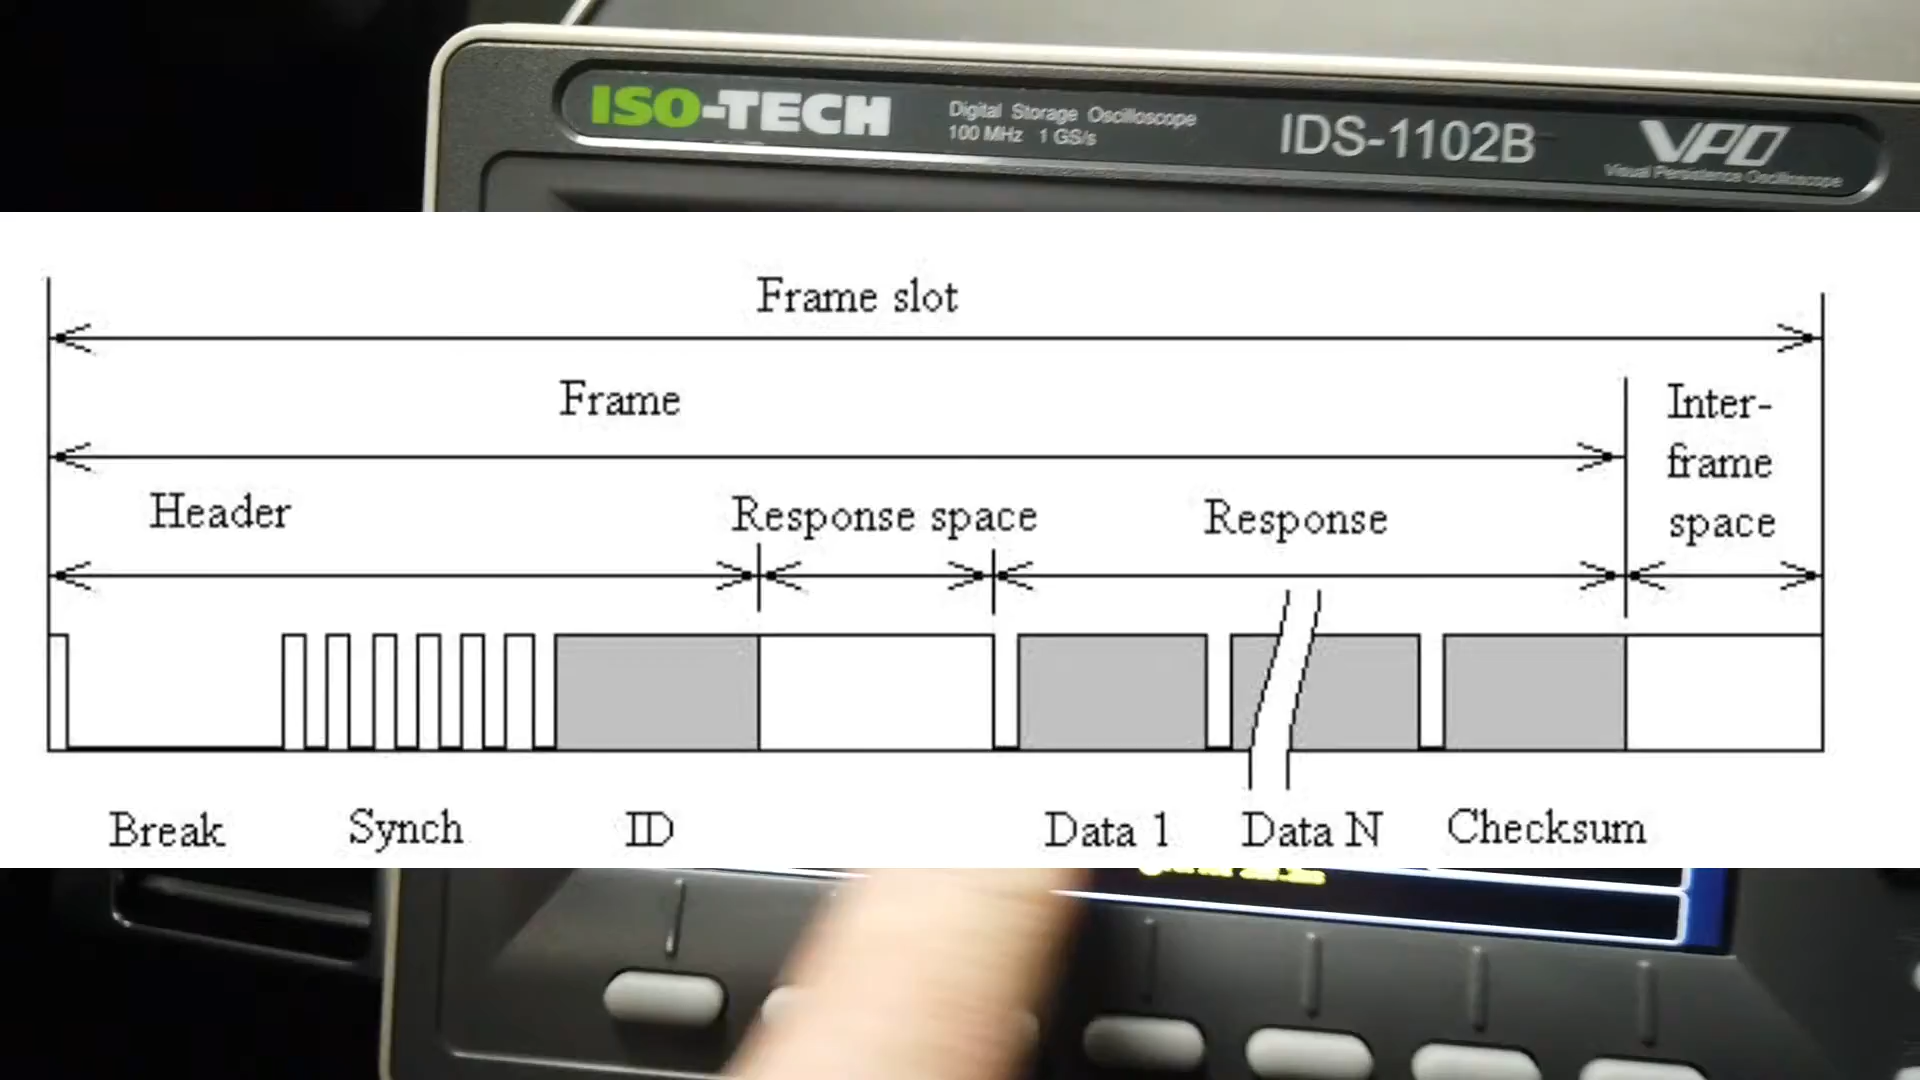 ISO-TECH
Digital Storage Oscilloscope
100 MHz 1 GS/s
IDS-1102B
VPO
Visual Persistence Oscilloscope
Frame slot
Frame
Inter-
frame
space
Header
Response space
Response
Break
Synch
ID
Data 1
Data N
Checksum